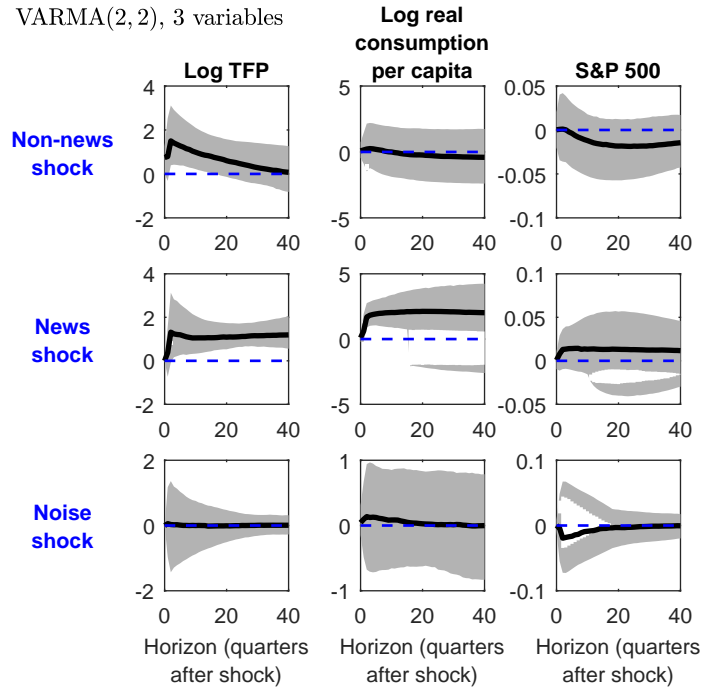 VARMA(2, 2), 3 variables
Log TFP
Log real
consumption
per capita
S&P 500
Non-news
shock
4
2
0
-2
0 20 40
5
0
-5
0 20 40
0
-0.05
-0.1
0 20 40
News
shock
4
2
0
-2
0 20 40
5
0
-5
0 20 40
0.1
0.05
0
-0.05
0 20 40
Noise
shock
2
0
-2
0 20 40
1
0
-1
0 20 40
0.1
0
-0.1
0 20 40
Horizon (quarters
after shock)
Horizon (quarters
after shock)
Horizon (quarters
after shock)